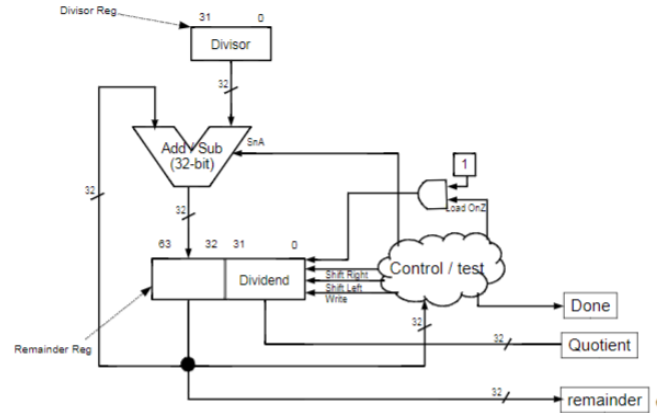 Divisor Reg
31 0
Divisor
32
Add / Sub
(32-bit)
SnA
1
32
32
Load OnZ
63 32 31 0
Dividend
Control / test
Shift Right
Shift Left
Write
32
Done
Remainder Reg
32
Quotient
32
remainder